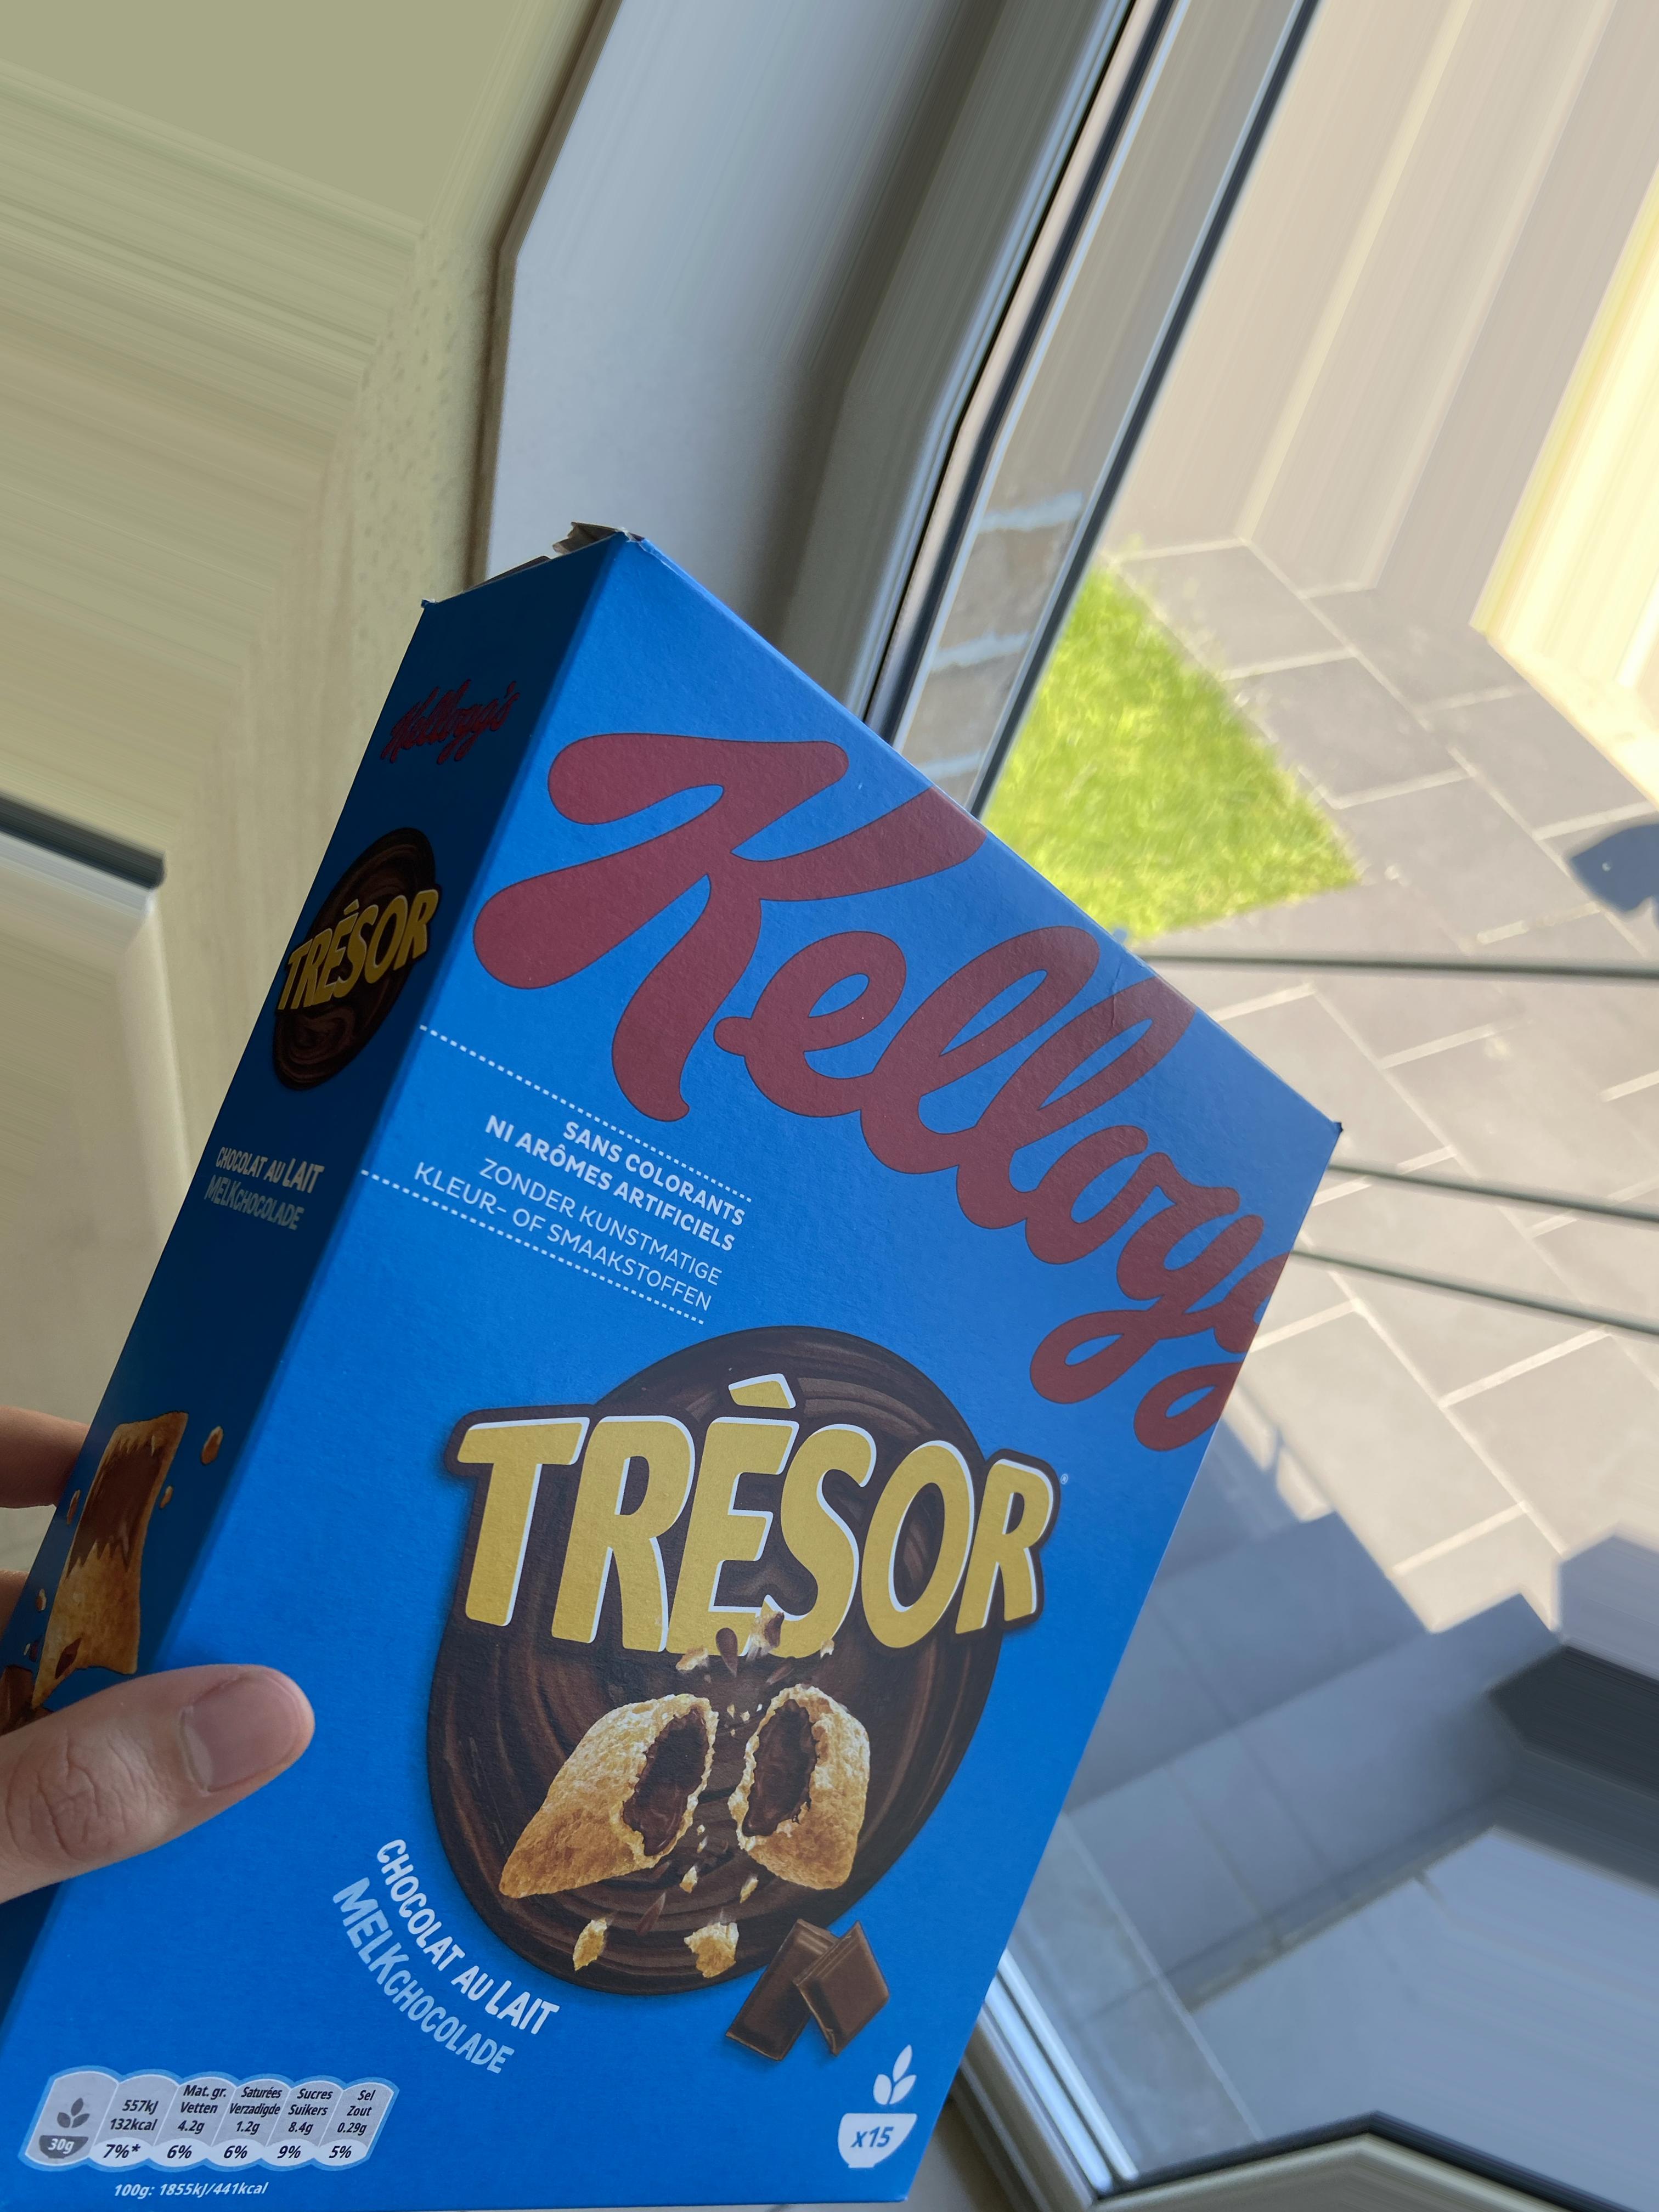 Kellogg's
TRÉSOR
CHOCOLAT AU LAIT
MELKCHOCOLADE
Kellogg
SANS COLORANTS
NI ARÔMES ARTIFICIELS
ZONDER KUNSTMATIGE
KLEUR- OF SMAAKSTOFFEN
TRÉSOR®
CHOCOLAT AU LAIT
MELKCHOCOLADE
30g
557kJ
132kcal
7%*
Mat. gr.
Vetten
4.2g
6%
Saturées
Verzadigde
1.2g
6%
Sucres
Suikers
8.4g
9%
Sel
Zout
0.29g
5%
100g: 1855kJ/441kcal
x15